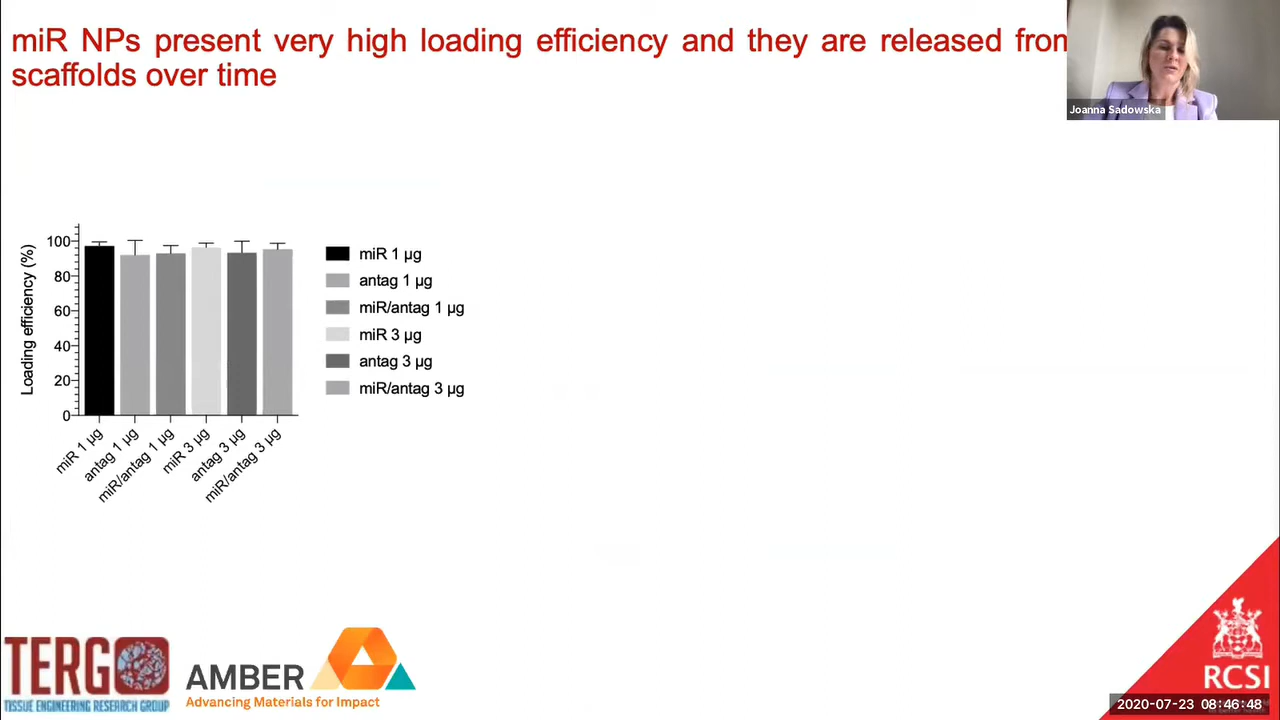 miR NPs present very high loading efficiency and they are released from
scaffolds over time
Joanna Sadowska
Loading efficiency (%)
100
80
60
40
20
0
miR 1 µg
antag 1 µg
miR/antag 1 µg
miR 3 µg
antag 3 µg
miR/antag 3 µg
miR 1 µg
antag 1 µg
miR/antag 1 µg
miR 3 µg
antag 3 µg
miR/antag 3 µg
TERG
TISSUE ENGINEERING RESEARCH GROUP
AMBER
Advancing Materials for Impact
RCSI
2020-07-23 08:46:48